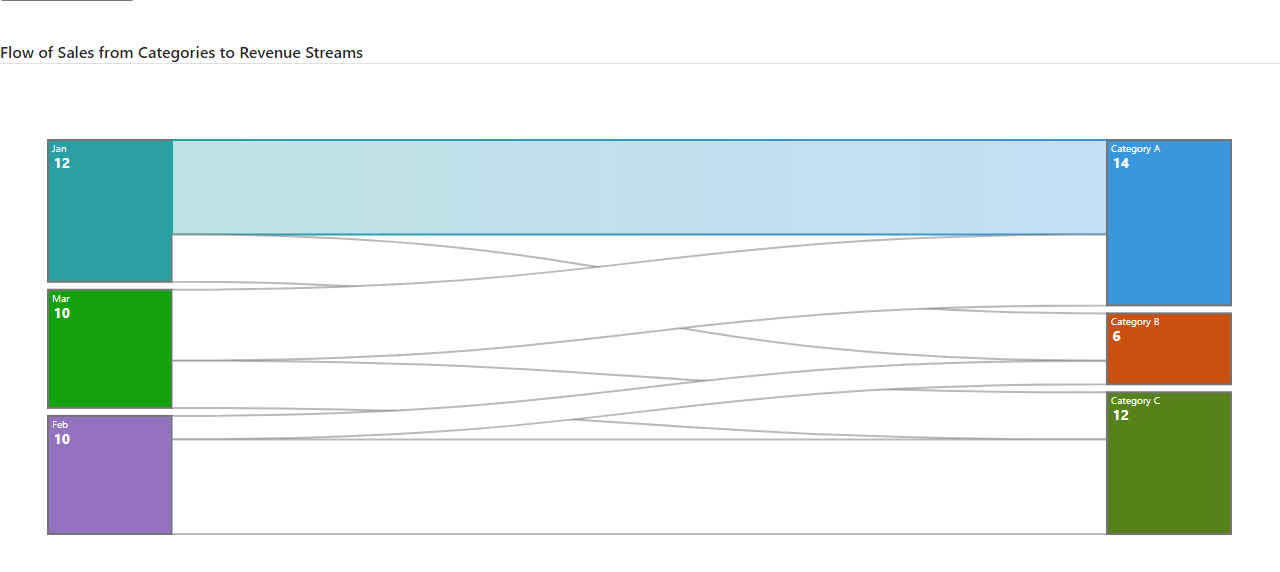 Flow of Sales from Categories to Revenue Streams
Jan
12
Mar
10
Feb
10
Category A
14
Category B
6
Category C
12